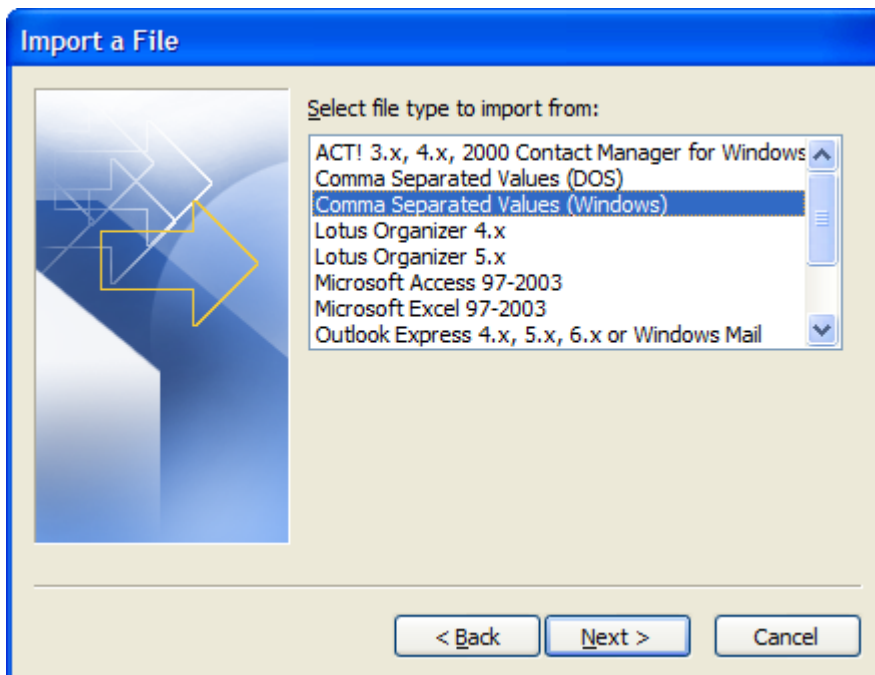 Import a File
Select file type to import from:
ACT! 3.x, 4.x, 2000 Contact Manager for Windows
Comma Separated Values (DOS)
Comma Separated Values (Windows)
Lotus Organizer 4.x
Lotus Organizer 5.x
Microsoft Access 97-2003
Microsoft Excel 97-2003
Outlook Express 4.x, 5.x, 6.x or Windows Mail
< Back Next > Cancel